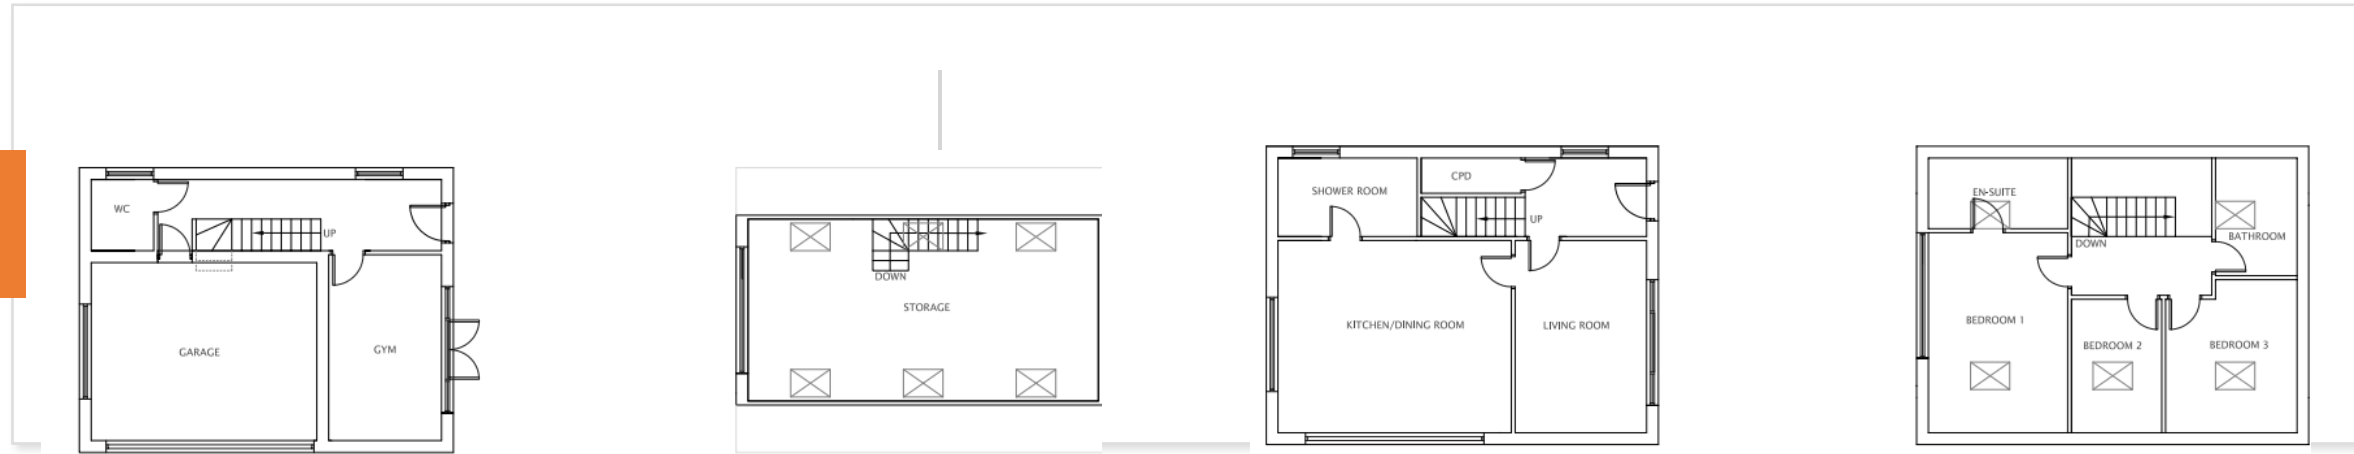 WC
UP
GARAGE
GYM
DOWN
STORAGE
SHOWER ROOM
CPD
UP
KITCHEN/DINING ROOM
LIVING ROOM
EN-SUITE
DOWN
BATHROOM
BEDROOM 1
BEDROOM 2
BEDROOM 3